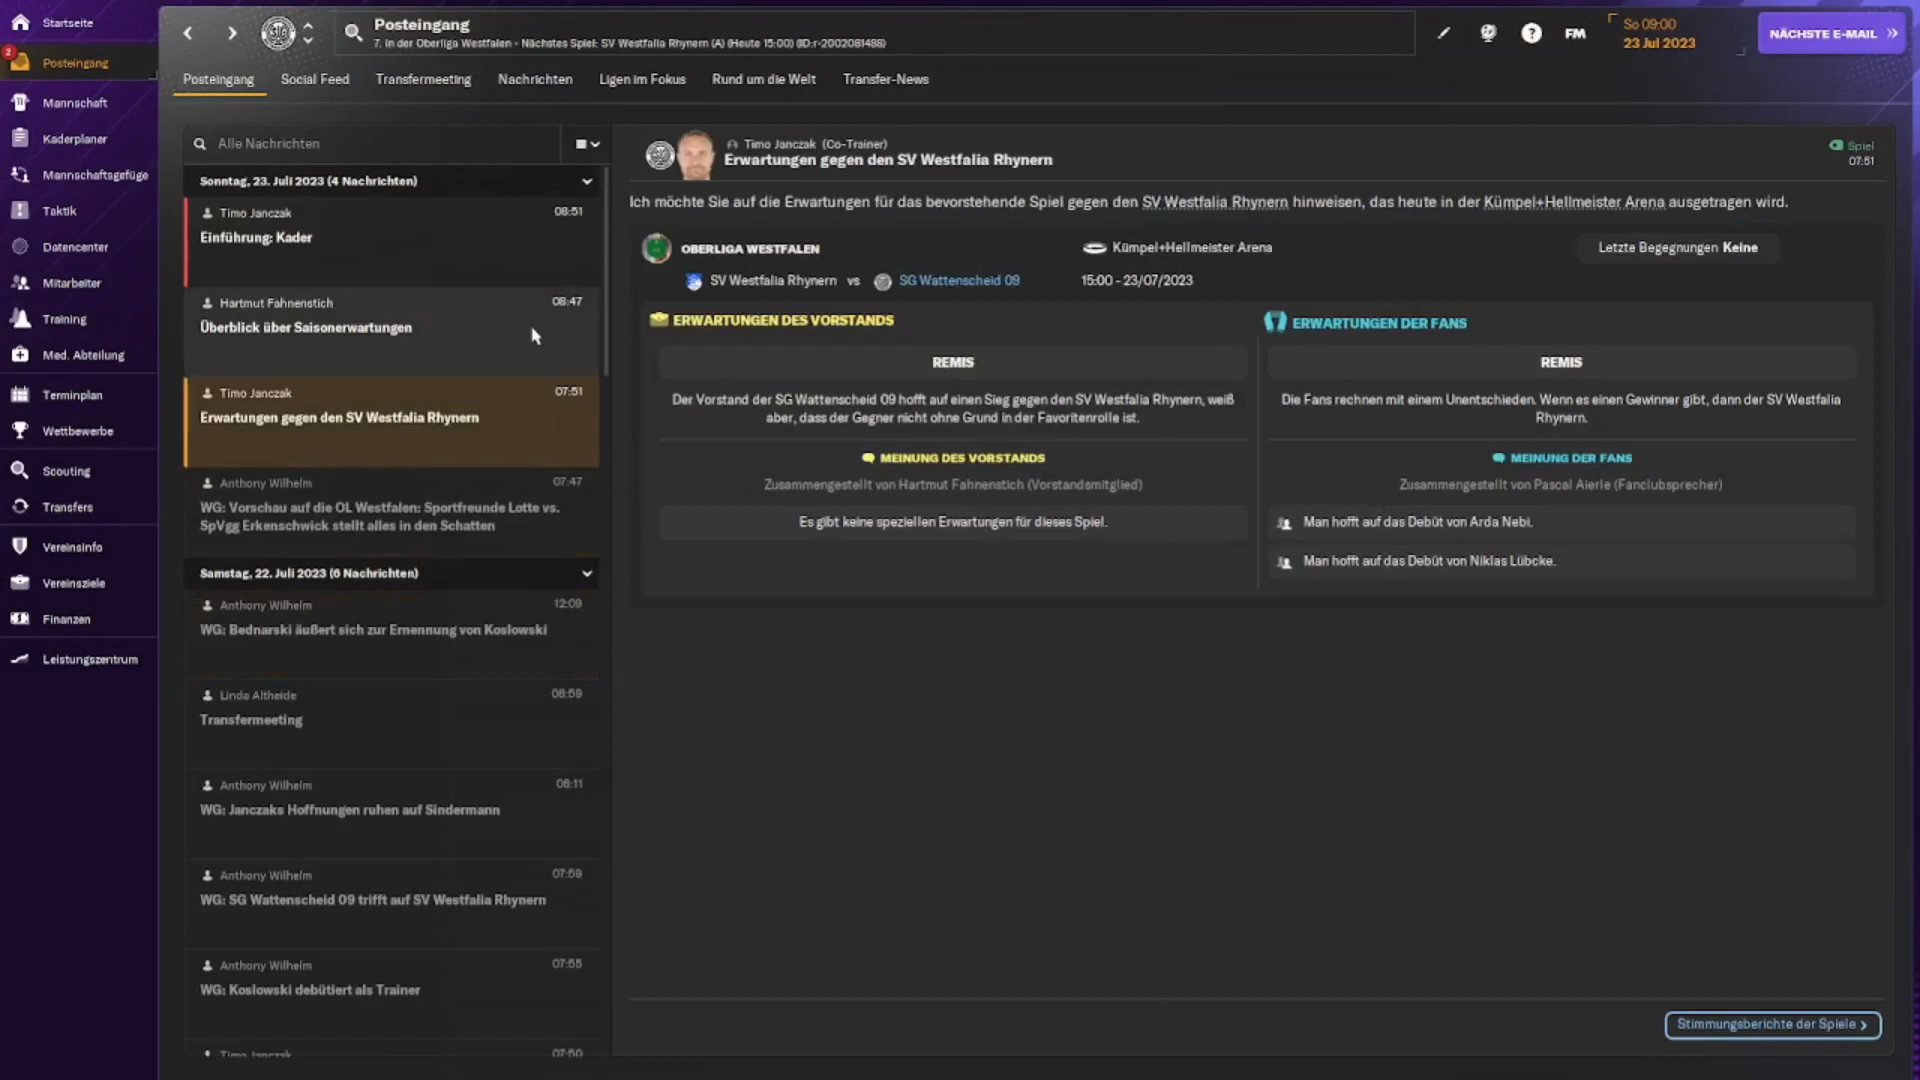 Startseite
2
Posteingang
Mannschaft
Kaderplaner
Mannschaftsgefüge
Taktik
Datencenter
Mitarbeiter
Training
Med. Abteilung
Terminplan
Wettbewerbe
Scouting
Transfers
Vereinsinfo
Vereinsziele
Finanzen
Leistungszentrum
Posteingang
7. in der Oberliga Westfalen - Nächstes Spiel: SV Westfalia Rhynern (A) (Heute 15:00) (ID:r-2002081488)
FM
So 09:00
23 Jul 2023
NÄCHSTE E-MAIL
Posteingang Social Feed Transfermeeting Nachrichten Ligen im Fokus Rund um die Welt Transfer-News
Alle Nachrichten
Sonntag, 23. Juli 2023 (4 Nachrichten)
Timo Janczak 08:51
Einführung: Kader
Hartmut Fahnenstich 08:47
Überblick über Saisonerwartungen
Timo Janczak 07:51
Erwartungen gegen den SV Westfalia Rhynern
Anthony Wilhelm 07:47
WG: Vorschau auf die OL Westfalen: Sportfreunde Lotte vs.
SpVgg Erkenschwick stellt alles in den Schatten
Samstag, 22. Juli 2023 (6 Nachrichten)
Anthony Wilhelm 12:09
WG: Bednarski äußert sich zur Ernennung von Koslowski
Linda Altheide 08:59
Transfermeeting
Anthony Wilhelm 08:11
WG: Janczaks Hoffnungen ruhen auf Sindermann
Anthony Wilhelm 07:59
WG: SG Wattenscheid 09 trifft auf SV Westfalia Rhynern
Anthony Wilhelm 07:55
WG: Koslowski debütiert als Trainer
Timo Janczak 07:50
Timo Janczak (Co-Trainer)
Erwartungen gegen den SV Westfalia Rhynern
Spiel
07:51
Ich möchte Sie auf die Erwartungen für das bevorstehende Spiel gegen den SV Westfalia Rhynern hinweisen, das heute in der Kümpel+Hellmeister Arena ausgetragen wird.
OBERLIGA WESTFALEN Kümpel+Hellmeister Arena Letzte Begegnungen Keine
SV Westfalia Rhynern vs SG Wattenscheid 09 15:00 - 23/07/2023
ERWARTUNGEN DES VORSTANDS
REMIS
Der Vorstand der SG Wattenscheid 09 hofft auf einen Sieg gegen den SV Westfalia Rhynern, weiß
aber, dass der Gegner nicht ohne Grund in der Favoritenrolle ist.
MEINUNG DES VORSTANDS
Zusammengestellt von Hartmut Fahnenstich (Vorstandsmitglied)
Es gibt keine speziellen Erwartungen für dieses Spiel.
ERWARTUNGEN DER FANS
REMIS
Die Fans rechnen mit einem Unentschieden. Wenn es einen Gewinner gibt, dann der SV Westfalia
Rhynern.
MEINUNG DER FANS
Zusammengestellt von Pascal Aierle (Fanclubsprecher)
Man hofft auf das Debüt von Arda Nebi.
Man hofft auf das Debüt von Niklas Lübcke.
Stimmungsberichte der Spiele